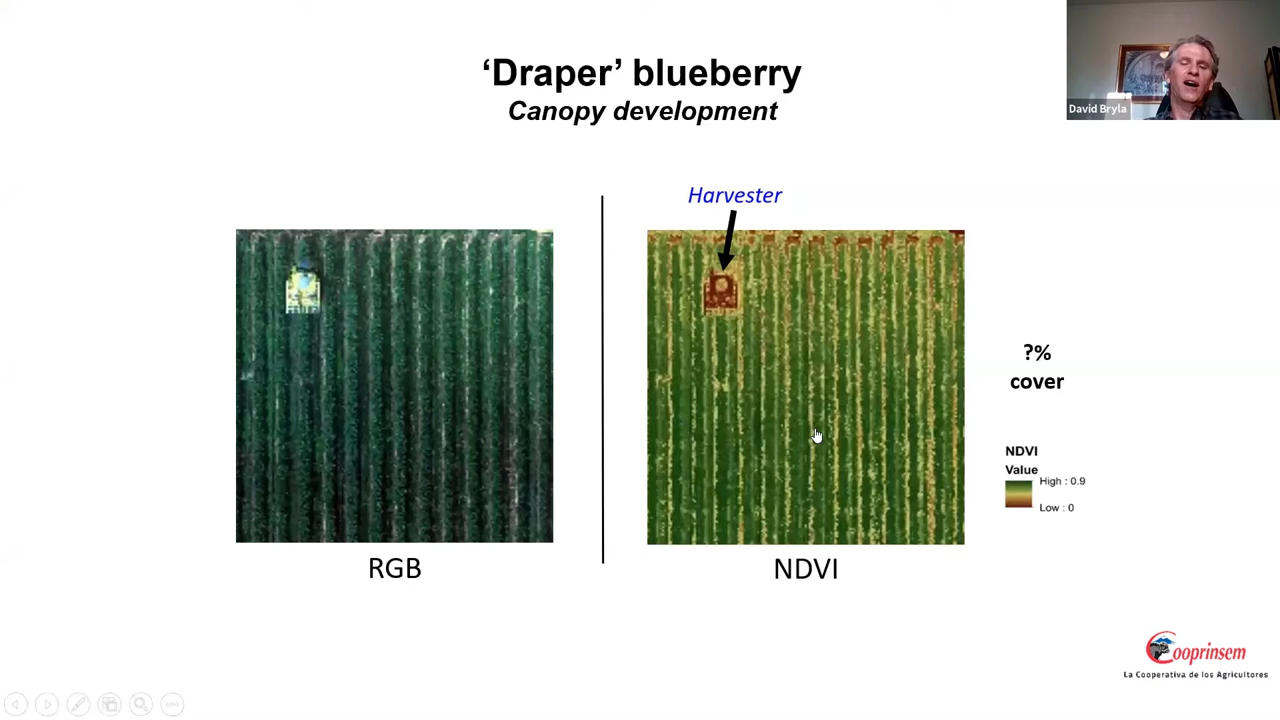 ‘Draper’ blueberry
Canopy development
David Bryla
Harvester
?%
cover
NDVI
Value
High : 0.9
Low : 0
RGB
NDVI
Cooprinsem
La Cooperativa de los Agricultores